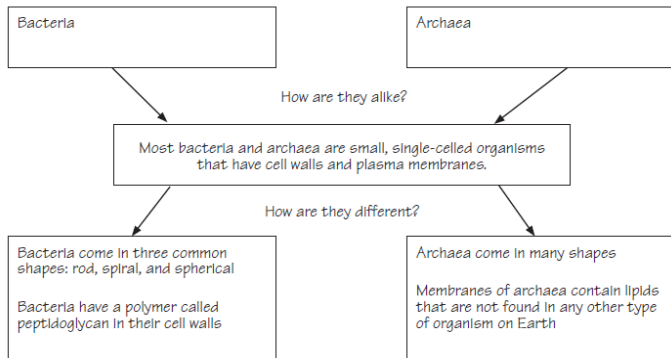 Bacteria
Archaea
How are they alike?
Most bacteria and archaea are small, single-celled organisms
that have cell walls and plasma membranes.
How are they different?
Bacteria come in three common
shapes: rod, spiral, and spherical
Bacteria have a polymer called
peptidoglycan in their cell walls
Archaea come in many shapes
Membranes of archaea contain lipids
that are not found in any other type
of organism on Earth